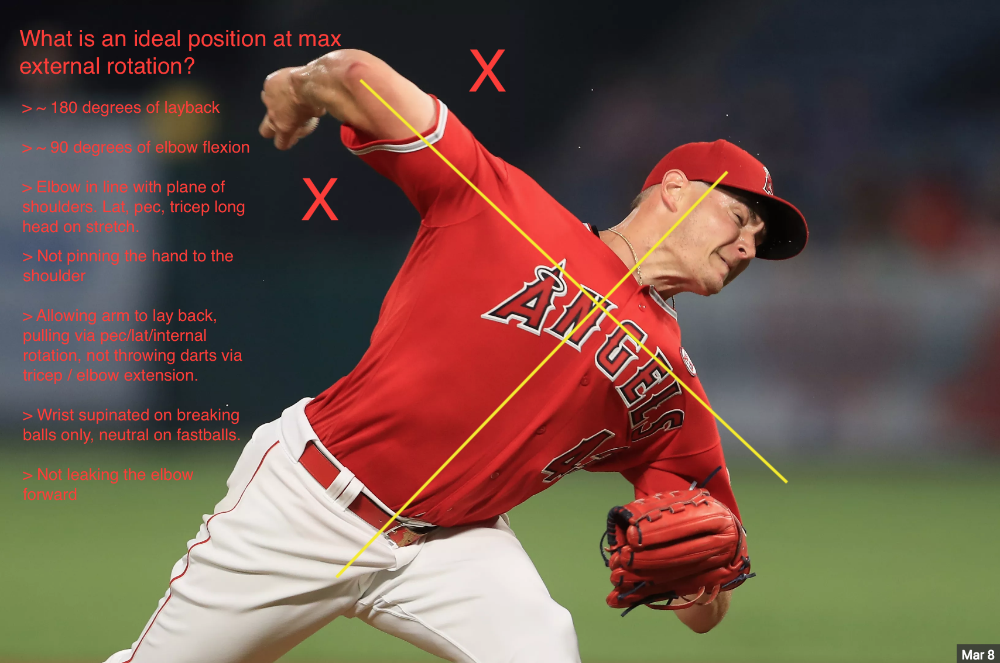 What is an ideal position at max
external rotation?
> ~ 180 degrees of layback
> ~ 90 degrees of elbow flexion
> Elbow in line with plane of
shoulders. Lat, pec, tricep long
head on stretch.
> Not pinning the hand to the
shoulder
> Allowing arm to lay back,
pulling via pec/lat/internal
rotation, not throwing darts via
tricep / elbow extension.
> Wrist supinated on breaking
balls only, neutral on fastballs.
> Not leaking the elbow
forward
X
X
A
ANGELS
Mar 8